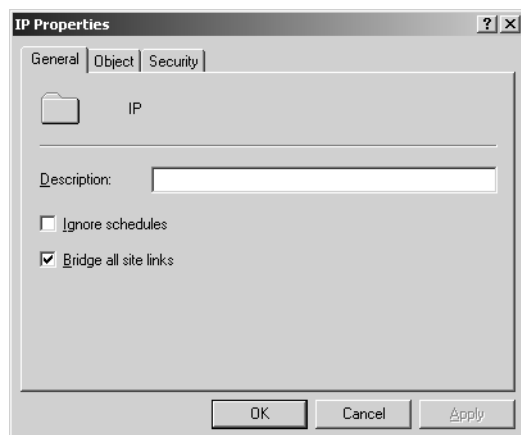 IP Properties
General Object Security
IP
Description:
Ignore schedules
Bridge all site links
OK Cancel Apply